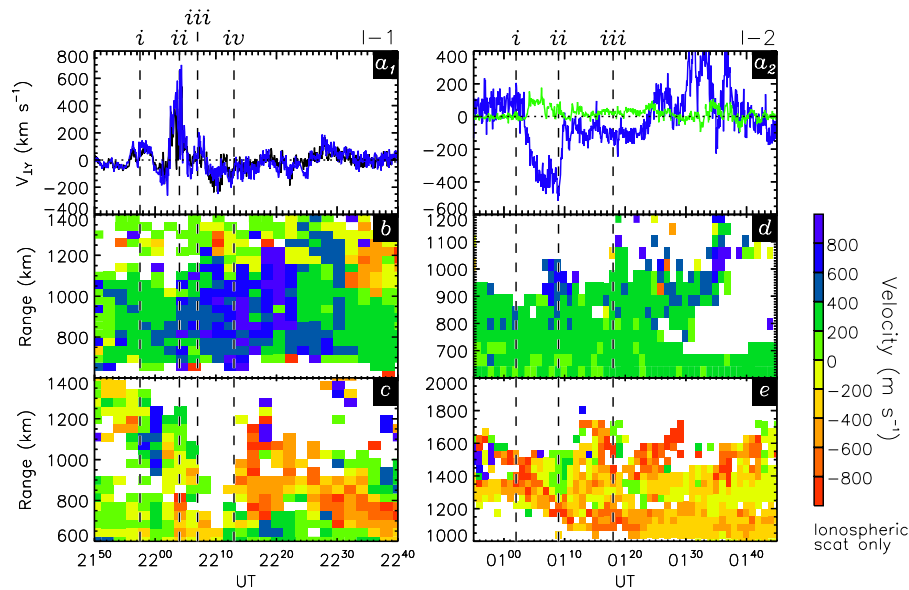 iii
i ii iv I-1
i ii iii I-2
800
600
400
200
0
−200
−400
V⊥Y (km s⁻¹)
a₁
400
200
0
−200
−400
−600
a₂
1400
1200
1000
800
Range (km)
b
1200
1100
1000
900
800
700
d
1400
1200
1000
800
600
Range (km)
c
2000
1800
1600
1400
1200
1000
e
21⁵⁰ 22⁰⁰ 22¹⁰ 22²⁰ 22³⁰ 22⁴⁰
UT
01⁰⁰ 01¹⁰ 01²⁰ 01³⁰ 01⁴⁰
UT
800
600
400
200
0
−200
−400
−600
−800
Velocity (m s⁻¹)
Ionospheric
scat only